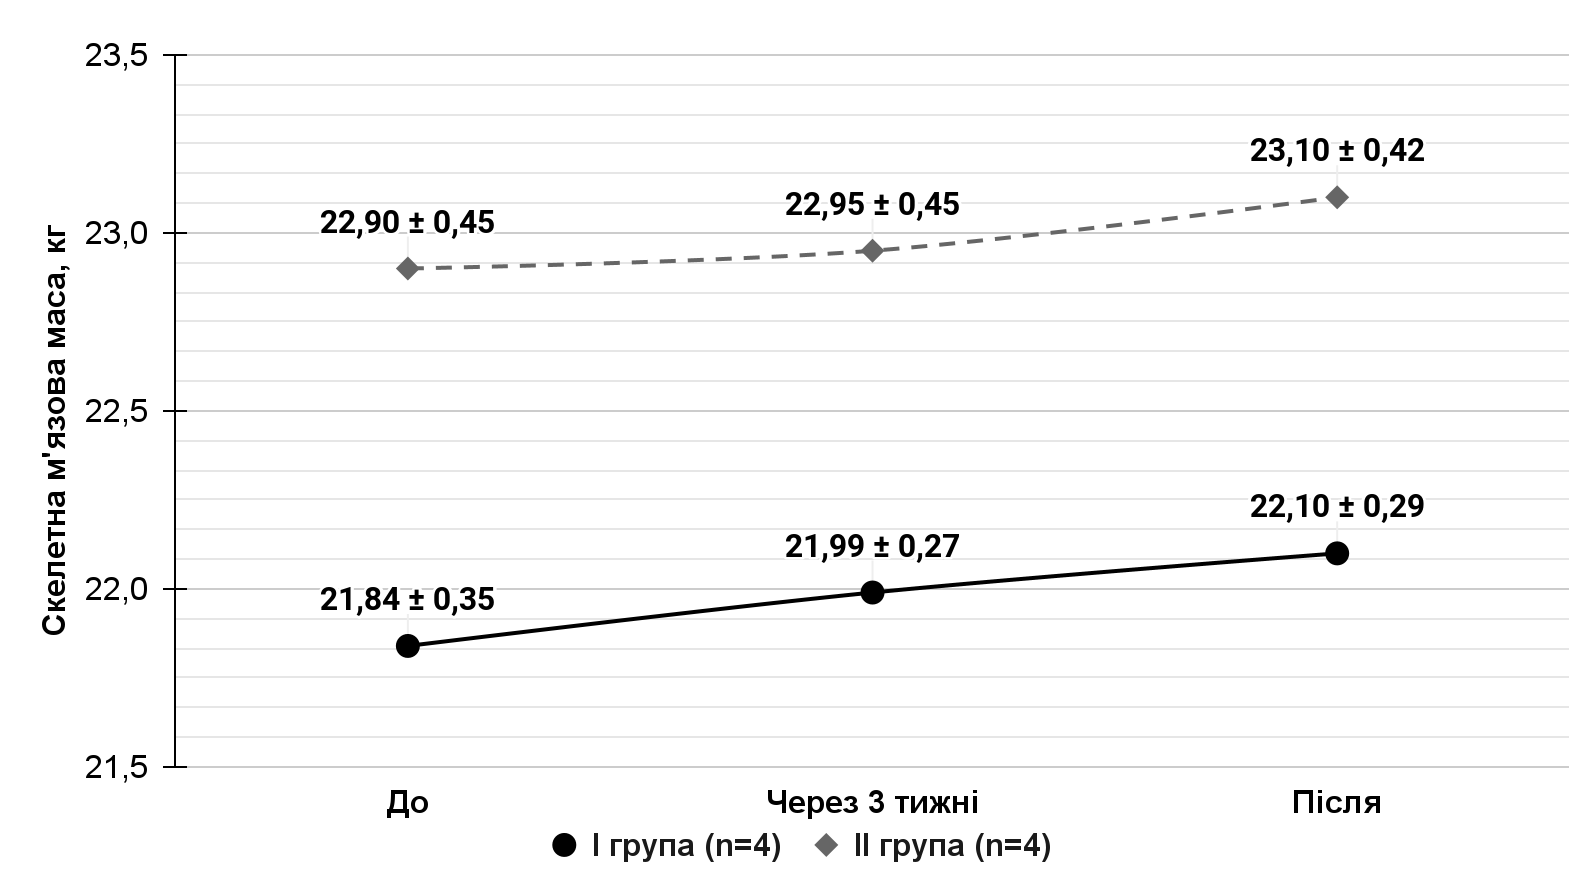 23,5
23,10 ± 0,42
22,95 ± 0,45
22,90 ± 0,45
23,0
Скелетна м'язова маса, кг
22,5
22,10 ± 0,29
21,99 ± 0,27
21,84 ± 0,35
22,0
21,5
До Через 3 тижні Після
І група (n=4) ІІ група (n=4)